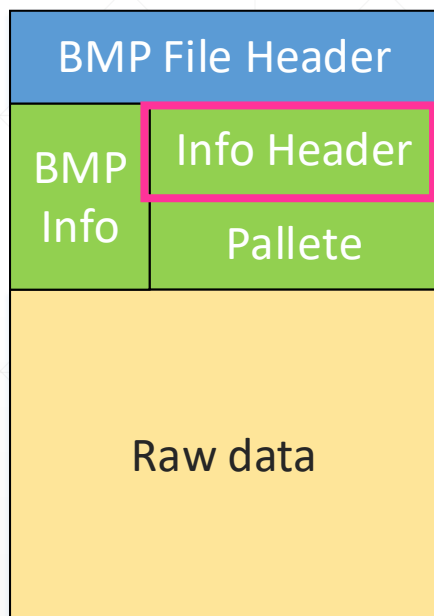 BMP File Header
BMP
Info
Info Header
Pallete
Raw data